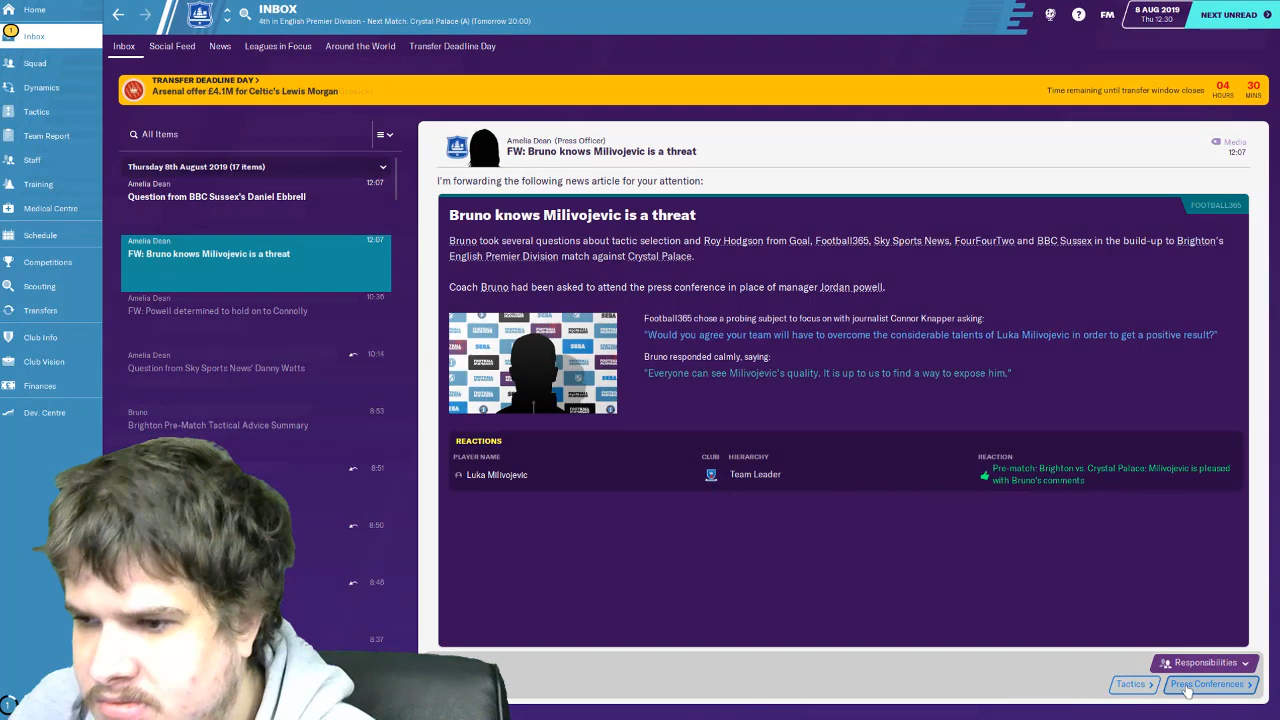 Home
INBOX
4th in English Premier Division - Next Match: Crystal Palace (A) (Tomorrow 20:00)
FM
8 AUG 2019
Thu 12:30
NEXT UNREAD
1
Inbox
Squad
Dynamics
Tactics
Team Report
Staff
Training
Medical Centre
Schedule
Competitions
Scouting
Transfers
Club Info
Club Vision
Finances
Dev. Centre
1
Inbox
Social Feed
News
Leagues in Focus
Around the World
Transfer Deadline Day
TRANSFER DEADLINE DAY >
Arsenal offer £4.1M for Celtic's Lewis Morgan
Time remaining until transfer window closes
04 HOURS
30 MINS
All Items
Thursday 8th August 2019 (17 items)
Amelia Dean 12:07
Question from BBC Sussex's Daniel Ebbrell
Amelia Dean 12:07
FW: Bruno knows Milivojevic is a threat
Amelia Dean 10:36
FW: Powell determined to hold on to Connolly
Amelia Dean 10:14
Question from Sky Sports News' Danny Watts
Bruno 8:53
Brighton Pre-Match Tactical Advice Summary
8:51
8:50
8:46
8:37
Amelia Dean (Press Officer)
FW: Bruno knows Milivojevic is a threat
Media
12:07
I'm forwarding the following news article for your attention:
FOOTBALL365
Bruno knows Milivojevic is a threat
Bruno took several questions about tactic selection and Roy Hodgson from Goal, Football365, Sky Sports News, FourFourTwo and BBC Sussex in the build-up to Brighton's
English Premier Division match against Crystal Palace.
Coach Bruno had been asked to attend the press conference in place of manager Jordan powell.
Football365 chose a probing subject to focus on with journalist Connor Knapper asking:
"Would you agree your team will have to overcome the considerable talents of Luka Milivojevic in order to get a positive result?"
Bruno responded calmly, saying:
"Everyone can see Milivojevic's quality. It is up to us to find a way to expose him."
REACTIONS
PLAYER NAME CLUB HIERARCHY REACTION
Luka Milivojevic Team Leader Pre-match: Brighton vs. Crystal Palace: Milivojevic is pleased
with Bruno's comments
Responsibilities
Tactics >
Press Conferences >